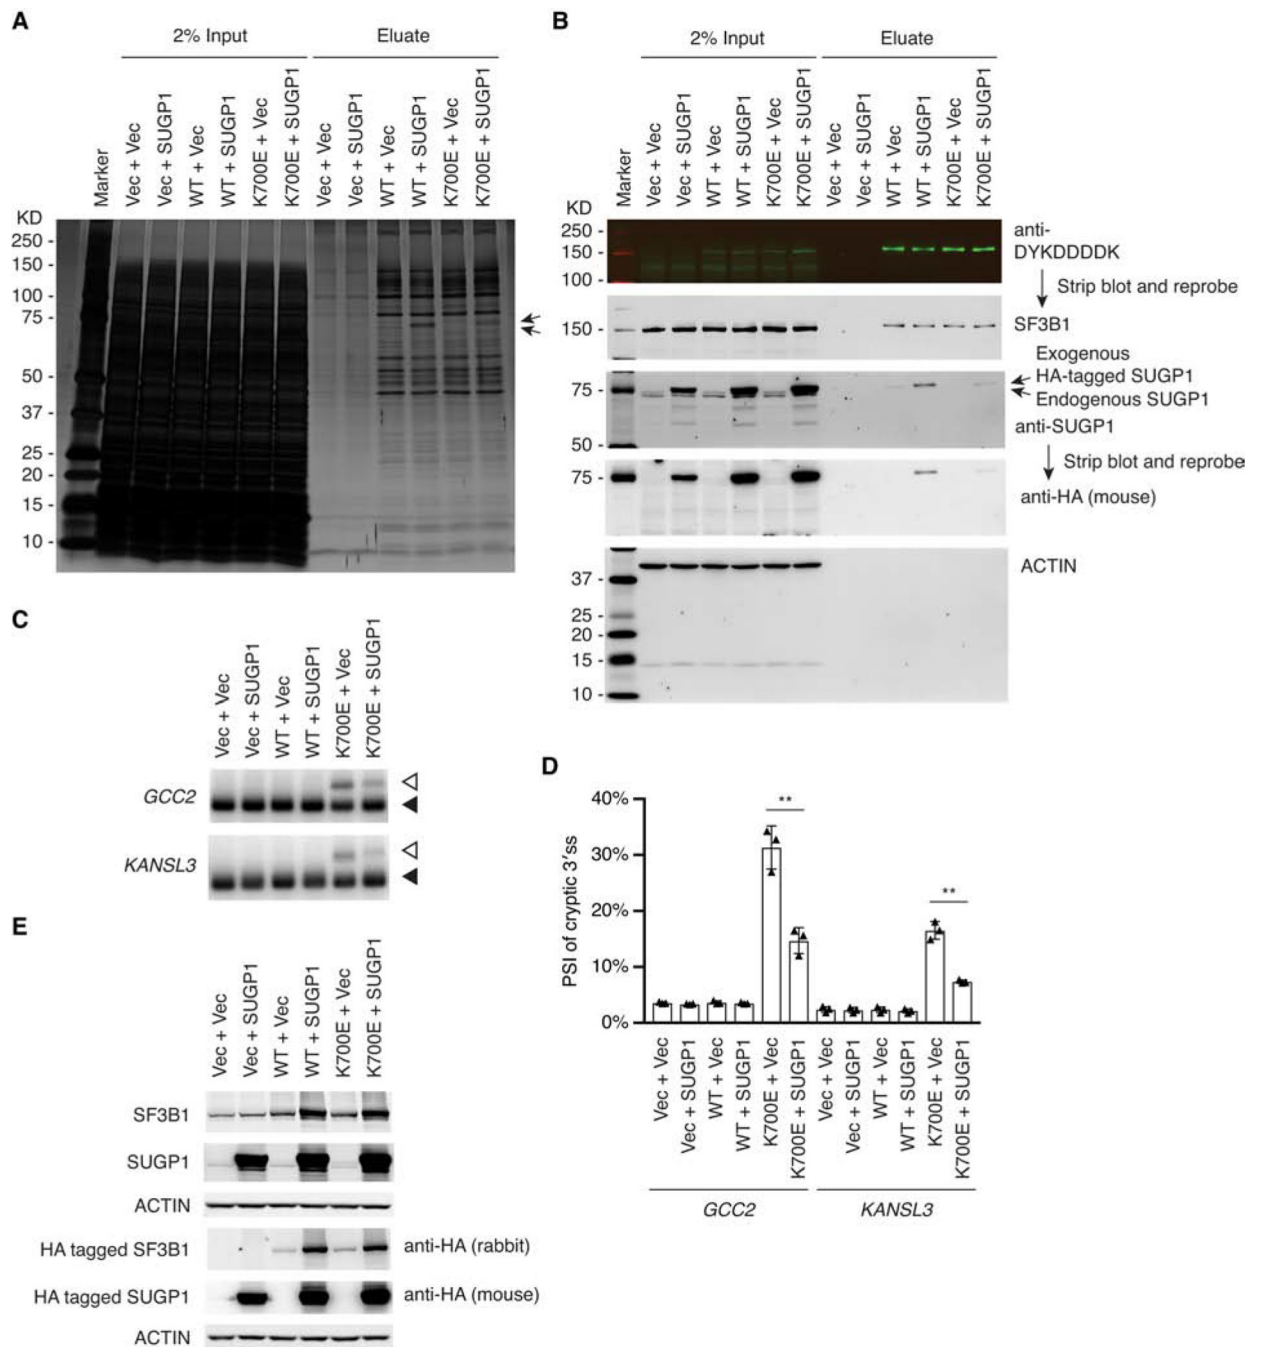 A
2% Input
Eluate
Marker
Vec + Vec
Vec + SUGP1
WT + Vec
WT + SUGP1
K700E + Vec
K700E + SUGP1
Vec + Vec
Vec + SUGP1
WT + Vec
WT + SUGP1
K700E + Vec
K700E + SUGP1
KD
250 -
150 -
100 -
75 -
50 -
37 -
25 -
20 -
15 -
10 -
B
2% Input
Eluate
Marker
Vec + Vec
Vec + SUGP1
WT + Vec
WT + SUGP1
K700E + Vec
K700E + SUGP1
Vec + Vec
Vec + SUGP1
WT + Vec
WT + SUGP1
K700E + Vec
K700E + SUGP1
KD
250 -
150 -
100 -
anti-
DYKDDDDK
Strip blot and reprobe
150 -
SF3B1
Exogenous
HA-tagged SUGP1
Endogenous SUGP1
75 -
50 -
anti-SUGP1
Strip blot and reprobe
75 -
anti-HA (mouse)
ACTIN
37 -
25 -
20 -
15 -
10 -
C
Vec + Vec
Vec + SUGP1
WT + Vec
WT + SUGP1
K700E + Vec
K700E + SUGP1
GCC2
KANSL3
D
PSI of cryptic 3′ss
40%
30%
20%
10%
0%
**
**
Vec + Vec
Vec + SUGP1
WT + Vec
WT + SUGP1
K700E + Vec
K700E + SUGP1
Vec + Vec
Vec + SUGP1
WT + Vec
WT + SUGP1
K700E + Vec
K700E + SUGP1
GCC2
KANSL3
E
Vec + Vec
Vec + SUGP1
WT + Vec
WT + SUGP1
K700E + Vec
K700E + SUGP1
SF3B1
SUGP1
ACTIN
HA tagged SF3B1
anti-HA (rabbit)
HA tagged SUGP1
anti-HA (mouse)
ACTIN